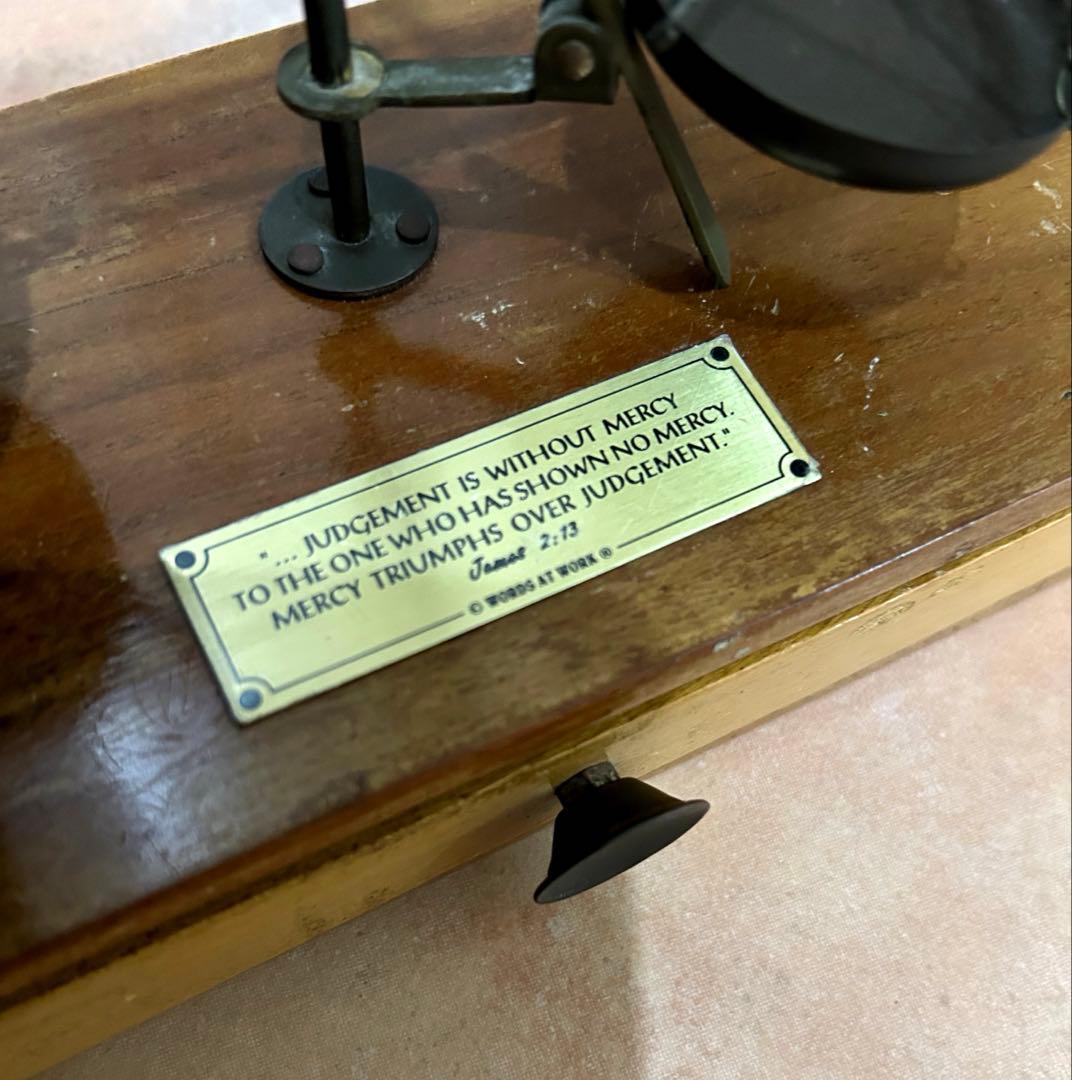 "... JUDGEMENT IS WITHOUT MERCY
TO THE ONE WHO HAS SHOWN NO MERCY.
MERCY TRIUMPHS OVER JUDGEMENT."
James 2:13
© WORDS AT WORK ®